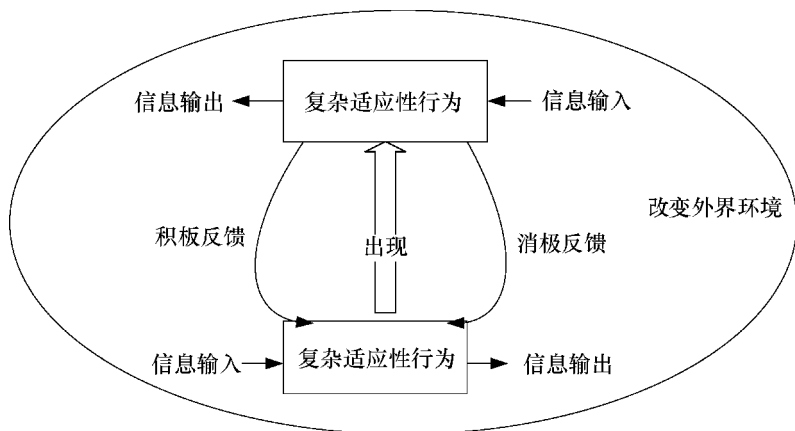 信息输出
复杂适应性行为
信息输入
改变外界环境
积板反馈
出现
消极反馈
信息输入
复杂适应性行为
信息输出